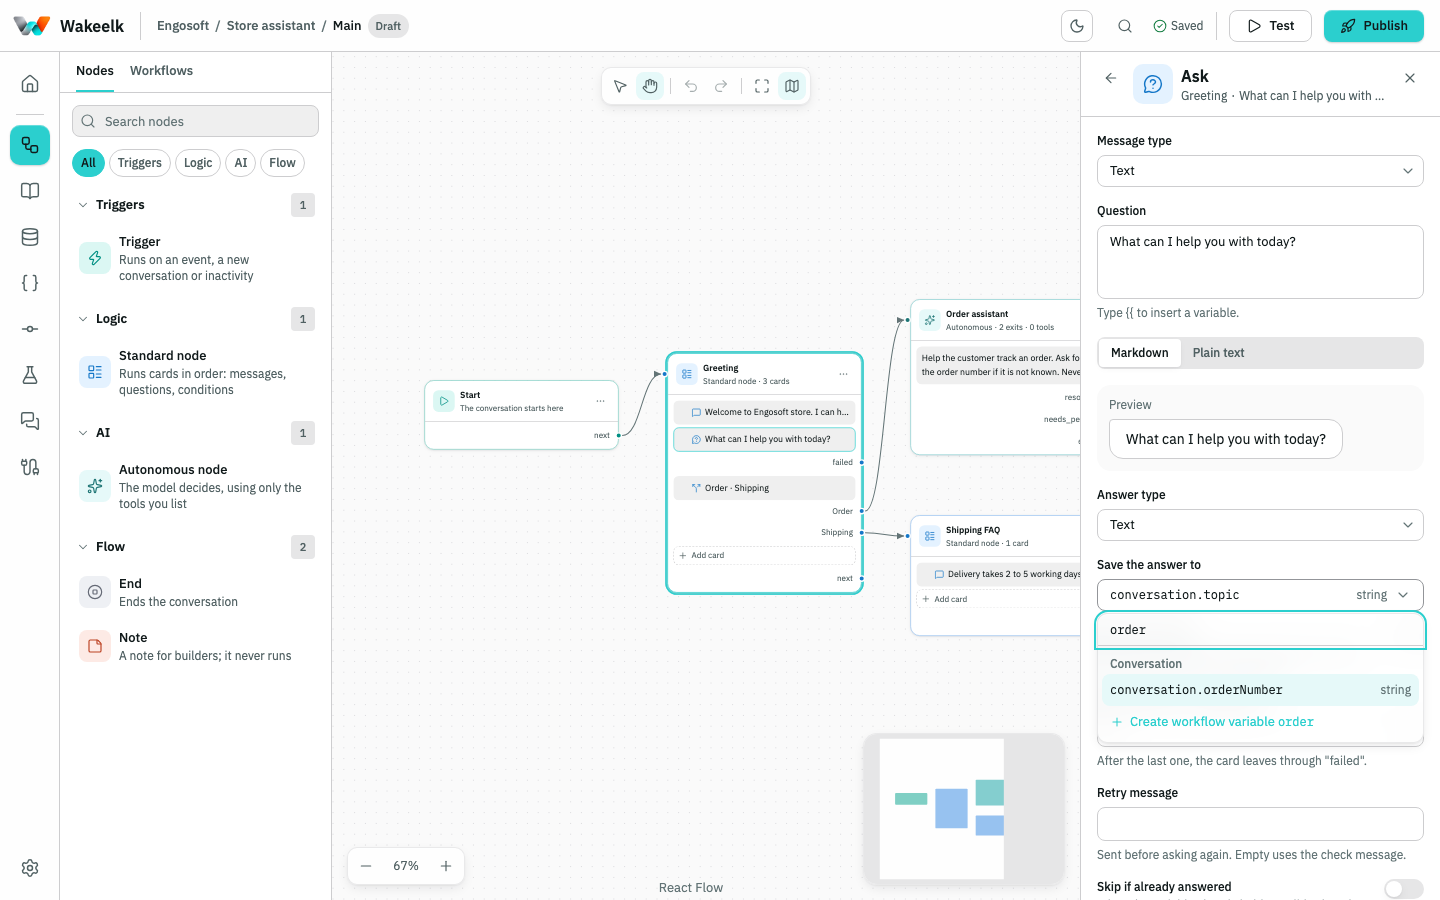 Wakeelk
Engosoft / Store assistant / Main Draft
Saved
Test
Publish
Nodes
Workflows
Search nodes
All
Triggers
Logic
AI
Flow
Triggers 1
Trigger
Runs on an event, a new
conversation or inactivity
Logic 1
Standard node
Runs cards in order: messages,
questions, conditions
AI 1
Autonomous node
The model decides, using only the
tools you list
Flow 2
End
Ends the conversation
Note
A note for builders; it never runs
Start
The conversation starts here
next
Greeting
Standard node · 3 cards
Welcome to Engosoft store. I can h...
What can I help you with today?
failed
Order · Shipping
Order
Shipping
+ Add card
next
Order assistant
Autonomous · 2 exits · 0 tools
Help the customer track an order. Ask fo
the order number if it is not known. Neve
reso
needs_pe
Shipping FAQ
Standard node · 1 card
Delivery takes 2 to 5 working days
+ Add card
67%
React Flow
Ask
Greeting · What can I help you with ...
Message type
Text
Question
What can I help you with today?
Type {{ to insert a variable.
Markdown
Plain text
Preview
What can I help you with today?
Answer type
Text
Save the answer to
conversation.topic string
order
Conversation
conversation.orderNumber string
+ Create workflow variable order
After the last one, the card leaves through "failed".
Retry message
Sent before asking again. Empty uses the check message.
Skip if already answered